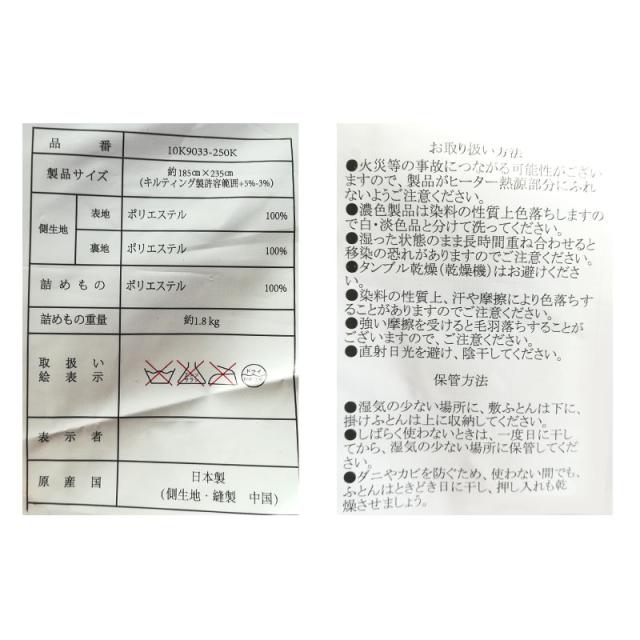 品番 10K9033-250K
製品サイズ 約185cm×235cm
(キルティング製許容範囲+5%-3%)
側生地 表地 ポリエステル 100%
裏地 ポリエステル 100%
詰めもの ポリエステル 100%
詰めもの重量 約1.8kg
取扱い
絵表示 ドライ
表示者
原産国 日本製
(側生地・縫製 中国)
お取り扱い方法
●火災等の事故につながる可能性がござい
ますので、製品がヒーター熱源部分にふれ
ないようご注意ください。
●濃色製品は染料の性質上色落ちしますの
で白・淡色品と分けて洗ってください。
●湿った状態のまま長時間重ね合わせると
移染の恐れがありますのでご注意ください。
●タンブル乾燥(乾燥機)はお避けくださ
い。
●染料の性質上、汗や摩擦により色落ちす
ることがありますのでご注意ください。
●強い摩擦を受けると毛羽落ちすることが
ございますので、ご注意ください。
●直射日光を避け、陰干してください。
保管方法
●湿気の少ない場所に、敷ふとんは下に、
掛けふとんは上に収納してください。
●しばらく使わないときは、一度日に干し
てから、湿気の少ない場所に保管してくだ
さい。
●ダニやカビを防ぐため、使わない間でも、
ふとんはときどき日に干し、押し入れも乾
燥させましょう。